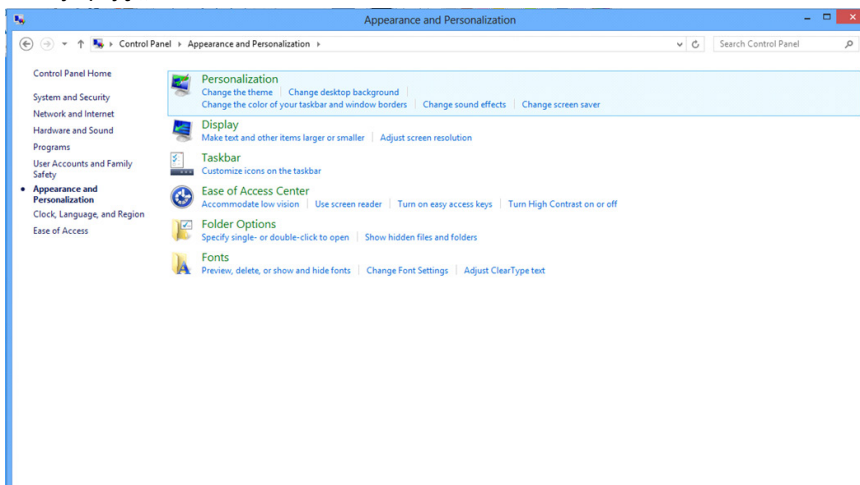 Appearance and Personalization
Control Panel Appearance and Personalization
Search Control Panel
Control Panel Home
System and Security
Network and Internet
Hardware and Sound
Programs
User Accounts and Family
Safety
Appearance and
Personalization
Clock, Language, and Region
Ease of Access
Personalization
Change the theme Change desktop background
Change the color of your taskbar and window borders Change sound effects Change screen saver
Display
Make text and other items larger or smaller Adjust screen resolution
Taskbar
Customize icons on the taskbar
Ease of Access Center
Accommodate low vision Use screen reader Turn on easy access keys Turn High Contrast on or off
Folder Options
Specify single- or double-click to open Show hidden files and folders
Fonts
Preview, delete, or show and hide fonts Change Font Settings Adjust ClearType text